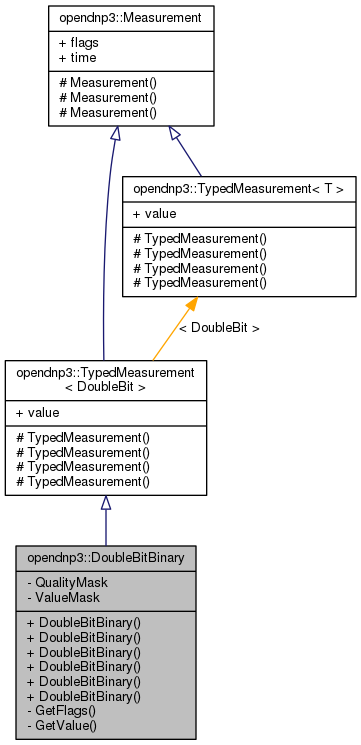 opendnp3::Measurement
+ flags
+ time
# Measurement()
# Measurement()
# Measurement()
opendnp3::TypedMeasurement< T >
+ value
# TypedMeasurement()
# TypedMeasurement()
# TypedMeasurement()
# TypedMeasurement()
< DoubleBit >
opendnp3::TypedMeasurement
< DoubleBit >
+ value
# TypedMeasurement()
# TypedMeasurement()
# TypedMeasurement()
# TypedMeasurement()
opendnp3::DoubleBitBinary
- QualityMask
- ValueMask
+ DoubleBitBinary()
+ DoubleBitBinary()
+ DoubleBitBinary()
+ DoubleBitBinary()
+ DoubleBitBinary()
+ DoubleBitBinary()
- GetFlags()
- GetValue()